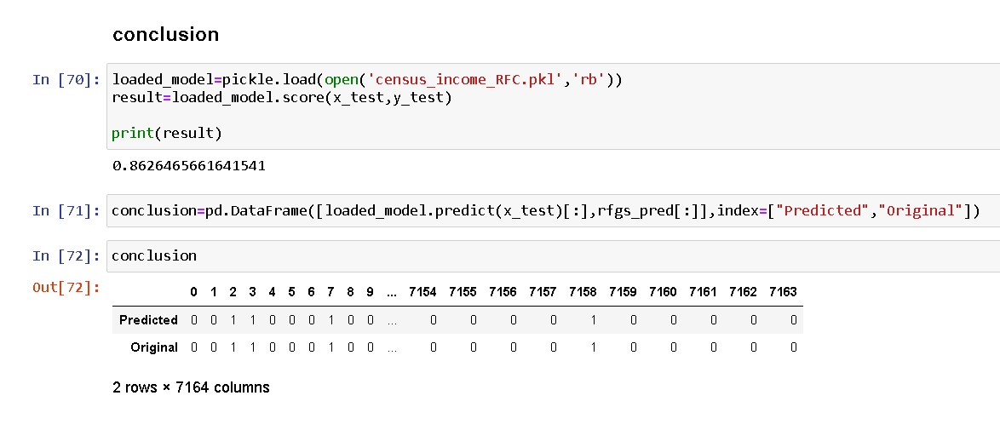 conclusion
In [70]: loaded_model=pickle.load(open('census_income_RFC.pkl','rb'))
result=loaded_model.score(x_test,y_test)
print(result)
0.8626465661641541
In [71]: conclusion=pd.DataFrame([loaded_model.predict(x_test)[:],rfgs_pred[:]],index=["Predicted","Original"])
In [72]: conclusion
Out[72]:
0 1 2 3 4 5 6 7 8 9 ... 7154 7155 7156 7157 7158 7159 7160 7161 7162 7163
Predicted 0 0 1 1 0 0 0 1 0 0 ... 0 0 0 0 1 0 0 0 0 0
Original 0 0 1 1 0 0 0 1 0 0 ... 0 0 0 0 1 0 0 0 0 0
2 rows × 7164 columns